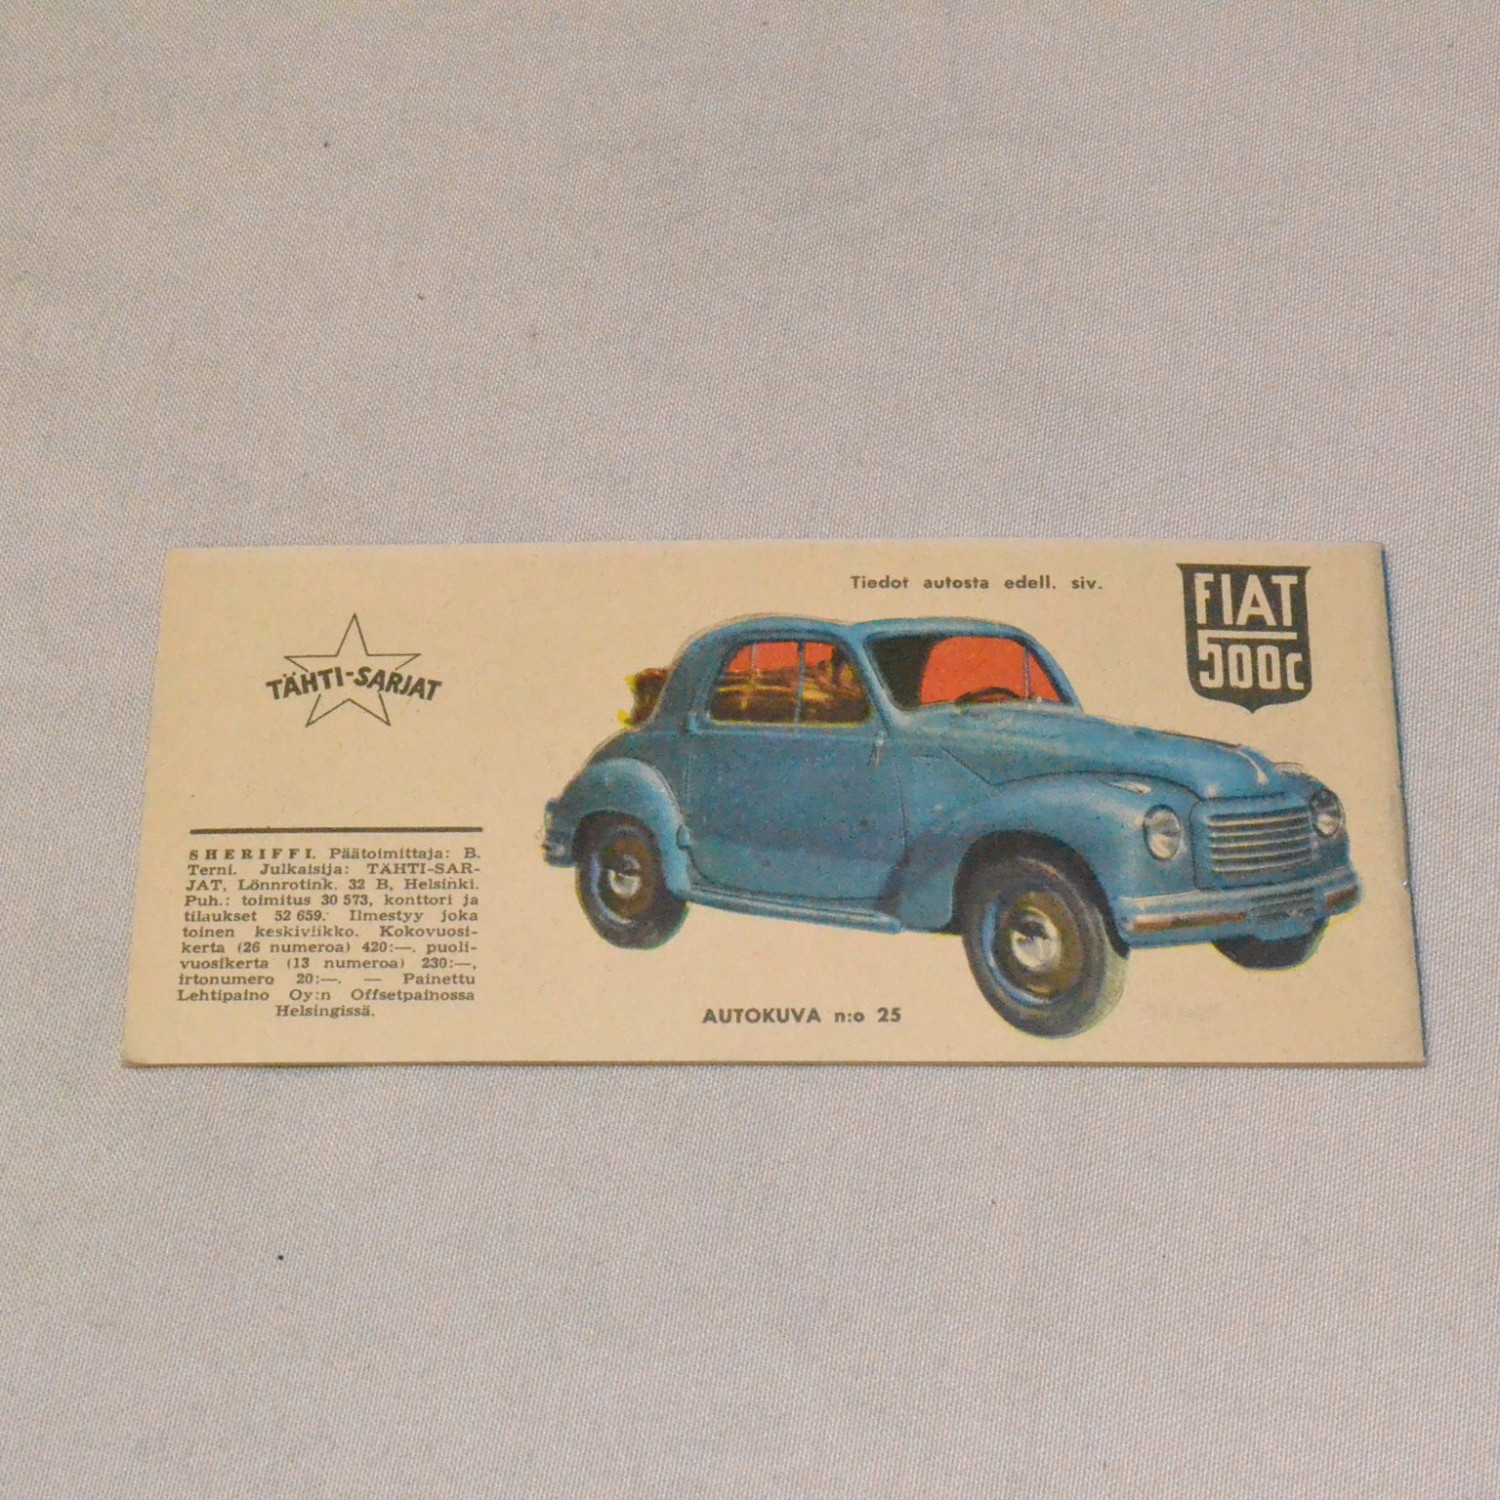 Tiedot autosta edell. siv.
FIAT
500c
TÄHTI-SARJAT
SHERIFFI. Päätoimittaja: B.
Terni. Julkaisija: TÄHTI-SAR-
JAT, Lönnrotink. 32 B, Helsinki.
Puh.: toimitus 30 573, konttori ja
tilaukset 52 659. Ilmestyy joka
toinen keskiviikko. Kokovuosi-
kerta (26 numeroa) 420:—, puoli-
vuosikerta (13 numeroa) 230:—,
irtonumero 20:—. — Painettu
Lehtipaino Oy:n Offsetpainossa
Helsingissä.
AUTOKUVA n:o 25